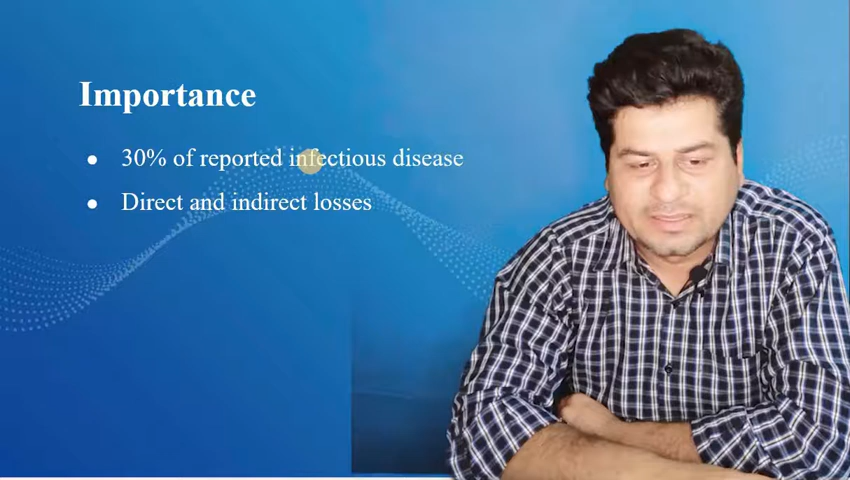 Importance
● 30% of reported infectious disease
● Direct and indirect losses